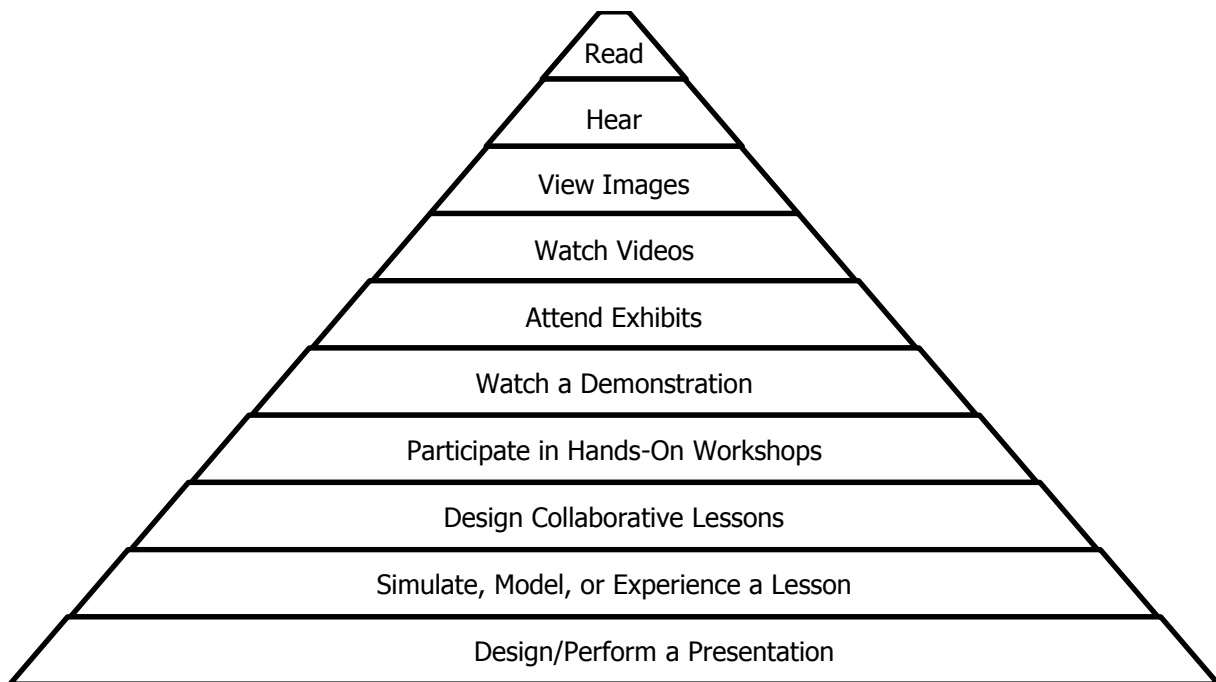 Read
Hear
View Images
Watch Videos
Attend Exhibits
Watch a Demonstration
Participate in Hands-On Workshops
Design Collaborative Lessons
Simulate, Model, or Experience a Lesson
Design/Perform a Presentation